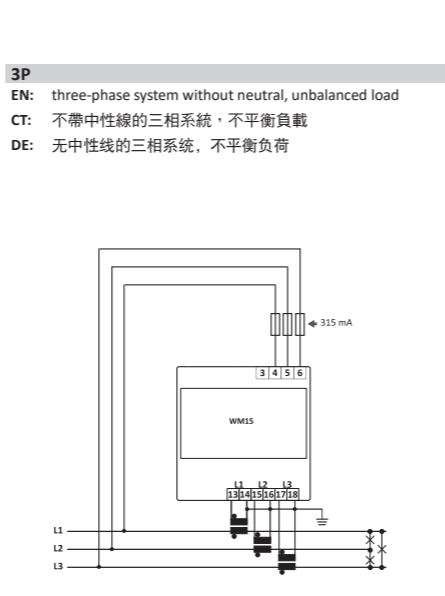 3P
EN: three-phase system without neutral, unbalanced load
CT: 不帶中性線的三相系統，不平衡負載
DE: 无中性线的三相系统，不平衡负荷
315 mA
3 4 5 6
WM15
L1 L2 L3
13 14 15 16 17 18
L1
L2
L3